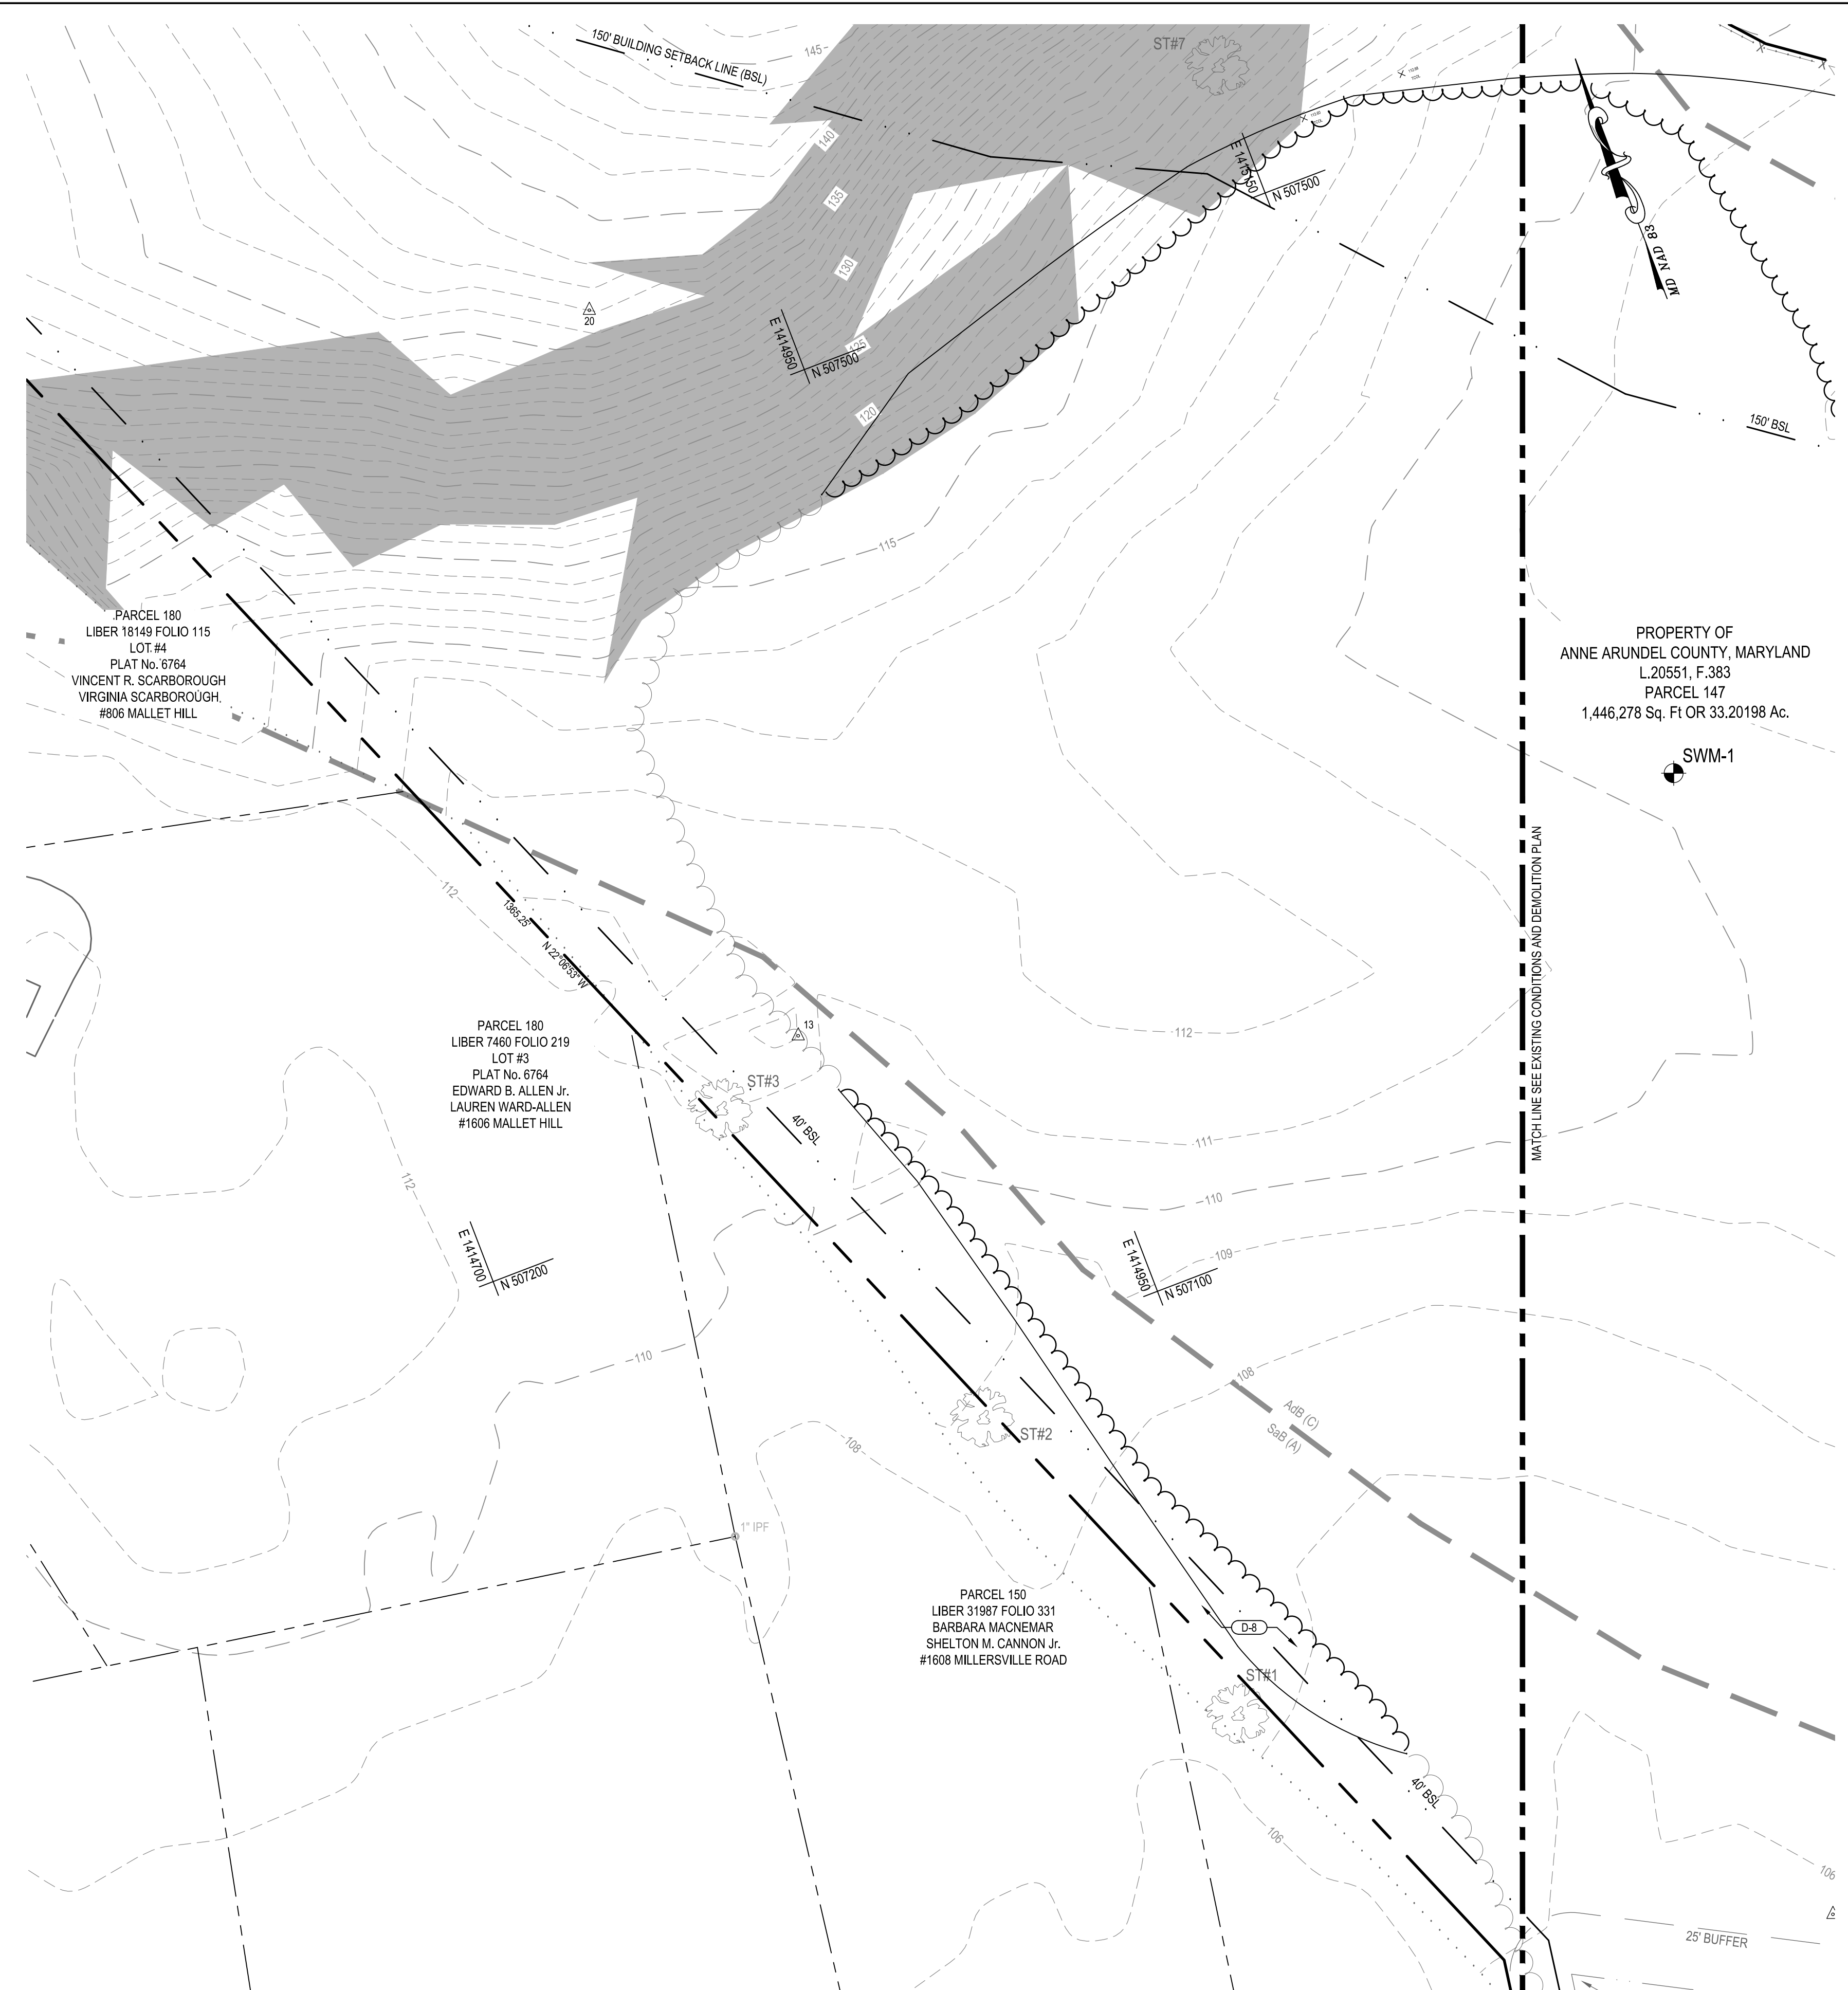 150' BUILDING SETBACK LINE (BSL)
145
ST#7
140
135
130
125
120
20
E 1415150
N 507500
E 1414950
N 507500
MD NAD 83
150' BSL
115
PARCEL 180
LIBER 18149 FOLIO 115
LOT #4
PLAT No. 6764
VINCENT R. SCARBOROUGH
VIRGINIA SCARBOROUGH
#806 MALLET HILL
PROPERTY OF
ANNE ARUNDEL COUNTY, MARYLAND
L.20551, F.383
PARCEL 147
1,446,278 Sq. Ft OR 33.20198 Ac.
SWM-1
MATCH LINE SEE EXISTING CONDITIONS AND DEMOLITION PLAN
112
1365.25'
N 22°06'53" W
PARCEL 180
LIBER 7460 FOLIO 219
LOT #3
PLAT No. 6764
EDWARD B. ALLEN Jr.
LAUREN WARD-ALLEN
#1606 MALLET HILL
13
112
ST#3
40' BSL
111
112
110
E 1414700
N 507200
109
E 1414950
N 507100
110
108
AdB (C)
SaB (A)
ST#2
108
1" IPF
PARCEL 150
LIBER 31987 FOLIO 331
BARBARA MACNEMAR
SHELTON M. CANNON Jr.
#1608 MILLERSVILLE ROAD
D-8
ST#1
40' BSL
106
106
25' BUFFER